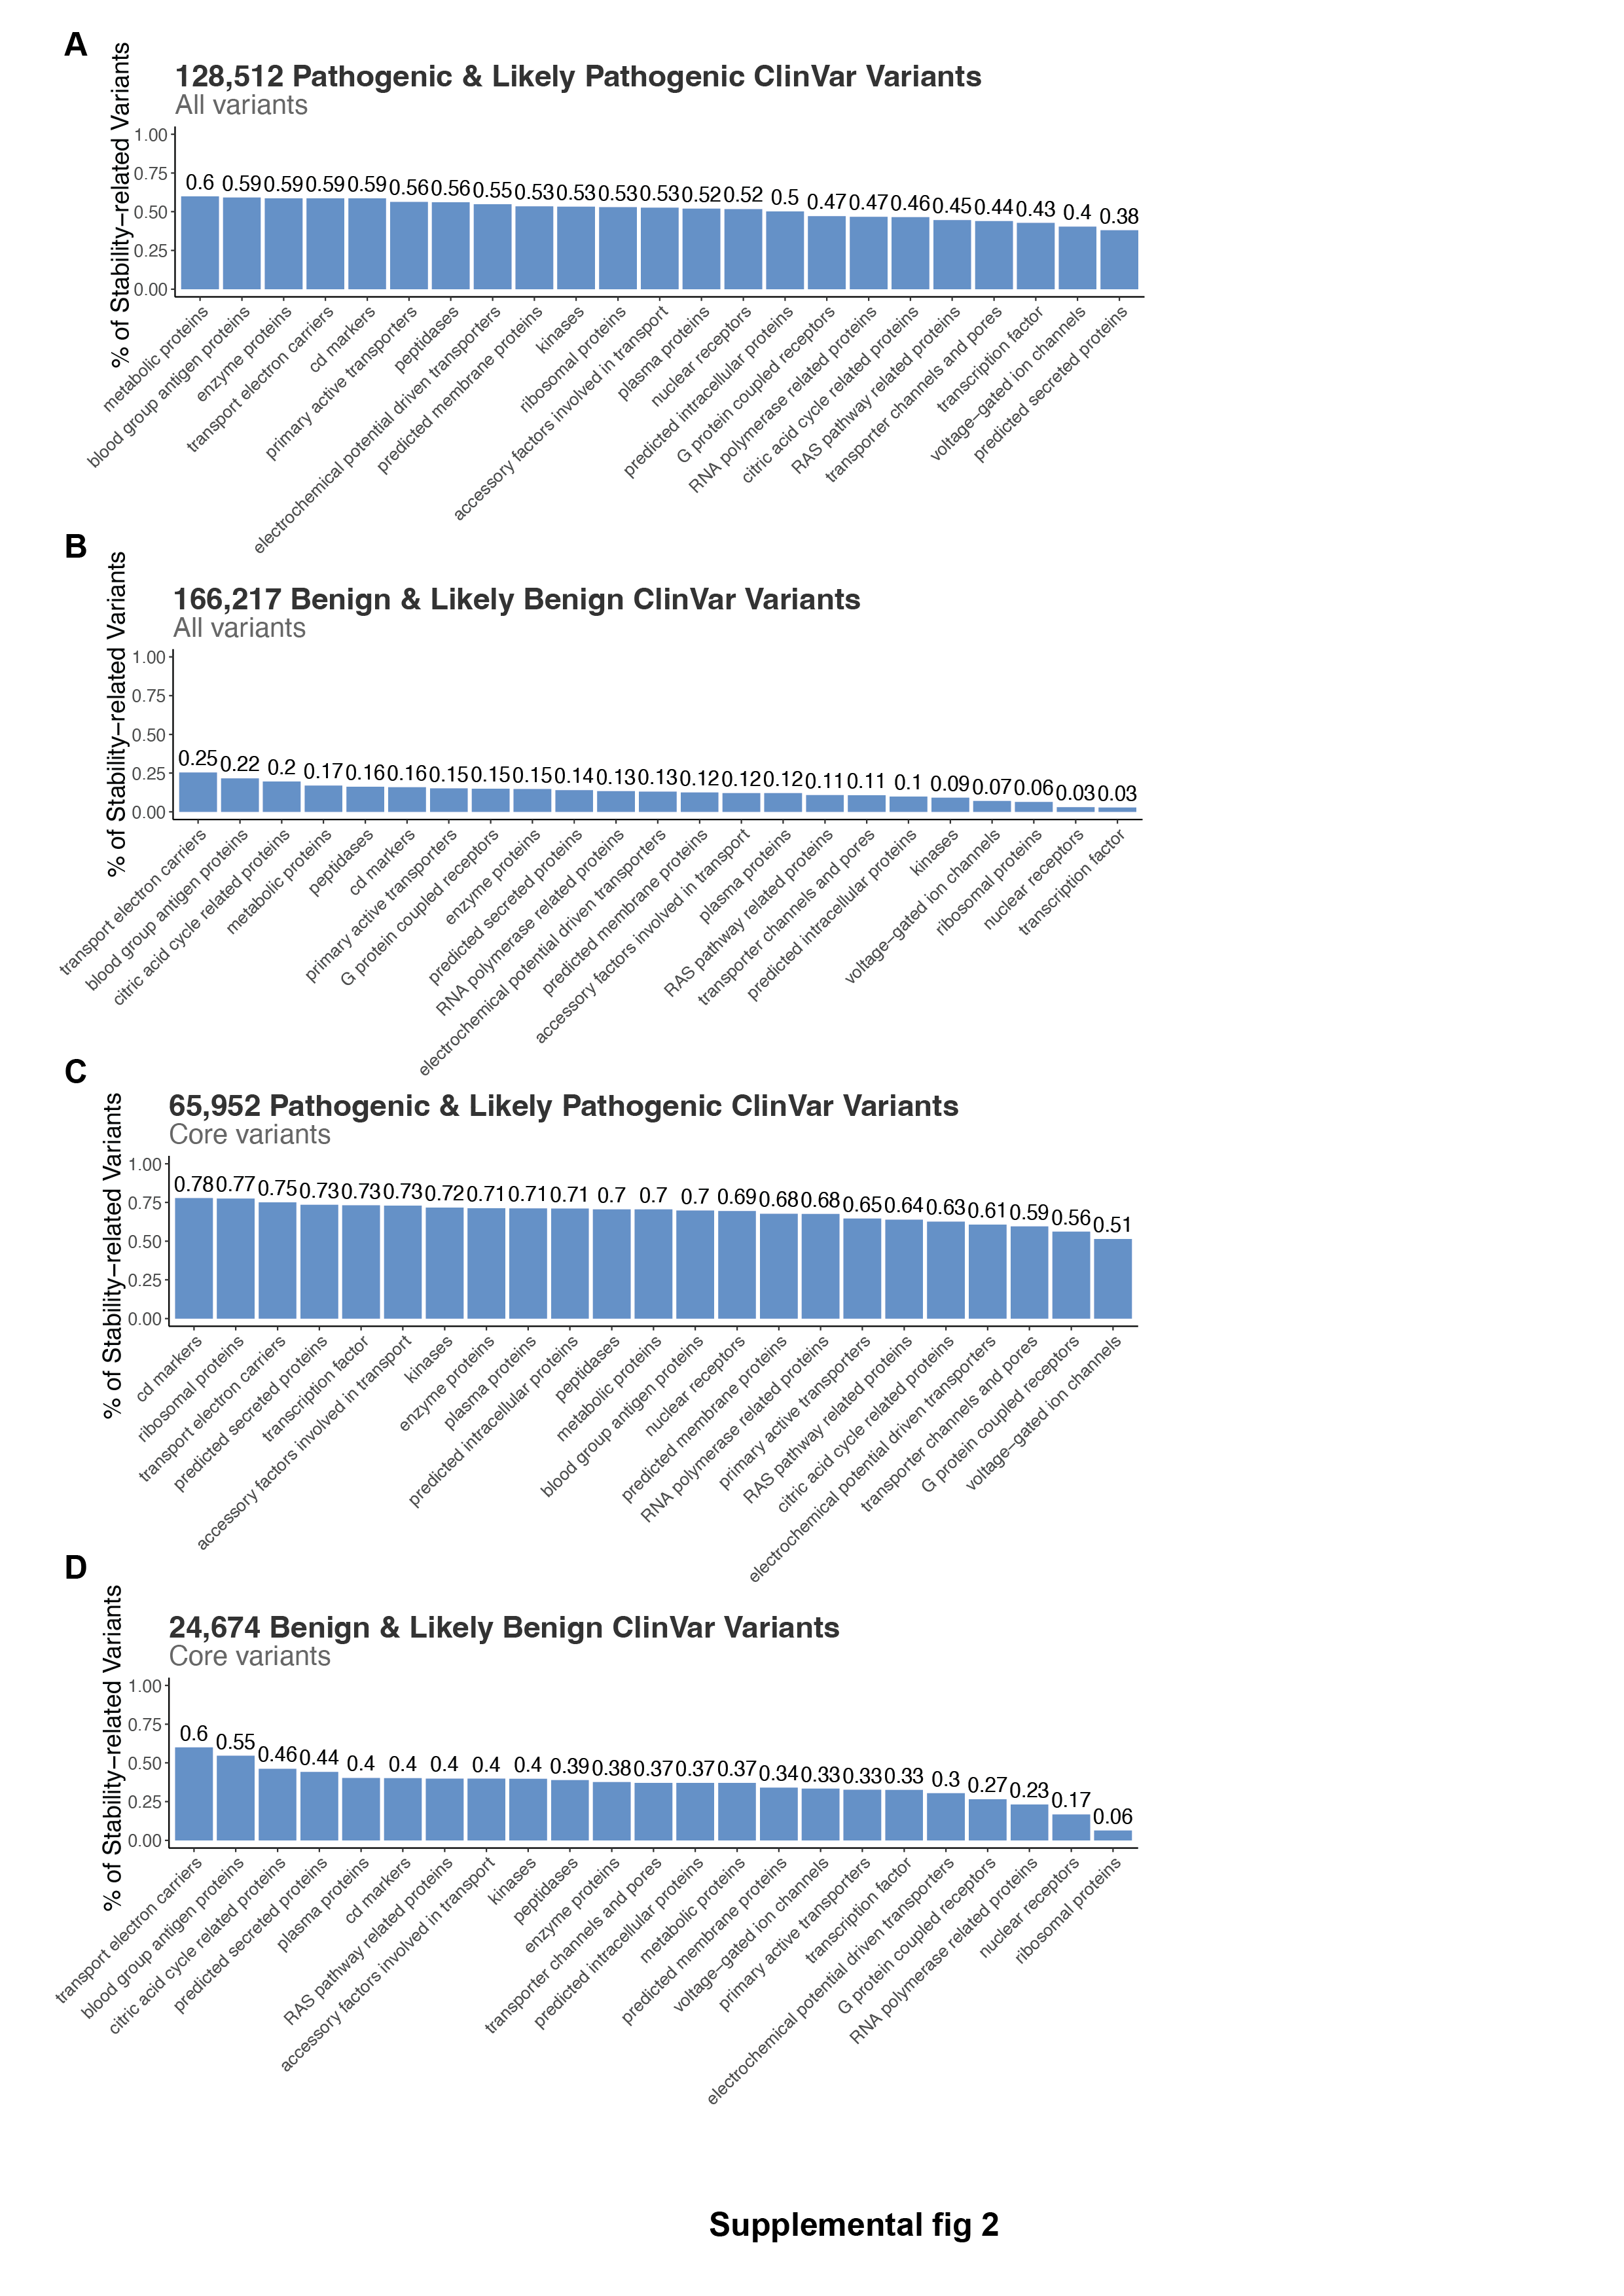 A
128,512 Pathogenic & Likely Pathogenic ClinVar Variants
All variants
% of Stability−related Variants
1.00
0.75
0.50
0.25
0.00
0.6 0.59 0.59 0.59 0.59 0.56 0.56 0.55 0.53 0.53 0.53 0.53 0.52 0.52 0.5 0.47 0.47 0.46 0.45 0.44 0.43 0.4 0.38
metabolic proteins
blood group antigen proteins
enzyme proteins
transport electron carriers
cd markers
primary active transporters
peptidases
electrochemical potential driven transporters
predicted membrane proteins
kinases
ribosomal proteins
accessory factors involved in transport
plasma proteins
nuclear receptors
predicted intracellular proteins
G protein coupled receptors
RNA polymerase related proteins
citric acid cycle related proteins
RAS pathway related proteins
transporter channels and pores
transcription factor
voltage−gated ion channels
predicted secreted proteins
B
166,217 Benign & Likely Benign ClinVar Variants
All variants
% of Stability−related Variants
1.00
0.75
0.50
0.25
0.00
0.25 0.22 0.2 0.17 0.16 0.16 0.15 0.15 0.15 0.14 0.13 0.13 0.12 0.12 0.12 0.11 0.11 0.1 0.09 0.07 0.06 0.03 0.03
transport electron carriers
blood group antigen proteins
citric acid cycle related proteins
metabolic proteins
peptidases
cd markers
primary active transporters
G protein coupled receptors
enzyme proteins
predicted secreted proteins
RNA polymerase related proteins
electrochemical potential driven transporters
predicted membrane proteins
accessory factors involved in transport
plasma proteins
RAS pathway related proteins
transporter channels and pores
predicted intracellular proteins
kinases
voltage−gated ion channels
ribosomal proteins
nuclear receptors
transcription factor
C
65,952 Pathogenic & Likely Pathogenic ClinVar Variants
Core variants
% of Stability−related Variants
1.00
0.75
0.50
0.25
0.00
0.78 0.77 0.75 0.73 0.73 0.73 0.72 0.71 0.71 0.71 0.7 0.7 0.7 0.69 0.68 0.68 0.65 0.64 0.63 0.61 0.59 0.56 0.51
cd markers
ribosomal proteins
transport electron carriers
predicted secreted proteins
transcription factor
accessory factors involved in transport
kinases
enzyme proteins
plasma proteins
predicted intracellular proteins
peptidases
metabolic proteins
blood group antigen proteins
nuclear receptors
predicted membrane proteins
RNA polymerase related proteins
primary active transporters
RAS pathway related proteins
citric acid cycle related proteins
electrochemical potential driven transporters
transporter channels and pores
G protein coupled receptors
voltage−gated ion channels
D
24,674 Benign & Likely Benign ClinVar Variants
Core variants
% of Stability−related Variants
1.00
0.75
0.50
0.25
0.00
0.6 0.55 0.46 0.44 0.4 0.4 0.4 0.4 0.4 0.39 0.38 0.37 0.37 0.37 0.34 0.33 0.33 0.33 0.3 0.27 0.23 0.17 0.06
transport electron carriers
blood group antigen proteins
citric acid cycle related proteins
predicted secreted proteins
plasma proteins
cd markers
RAS pathway related proteins
accessory factors involved in transport
kinases
peptidases
enzyme proteins
transporter channels and pores
predicted intracellular proteins
metabolic proteins
predicted membrane proteins
voltage−gated ion channels
primary active transporters
transcription factor
electrochemical potential driven transporters
G protein coupled receptors
RNA polymerase related proteins
nuclear receptors
ribosomal proteins
Supplemental fig 2